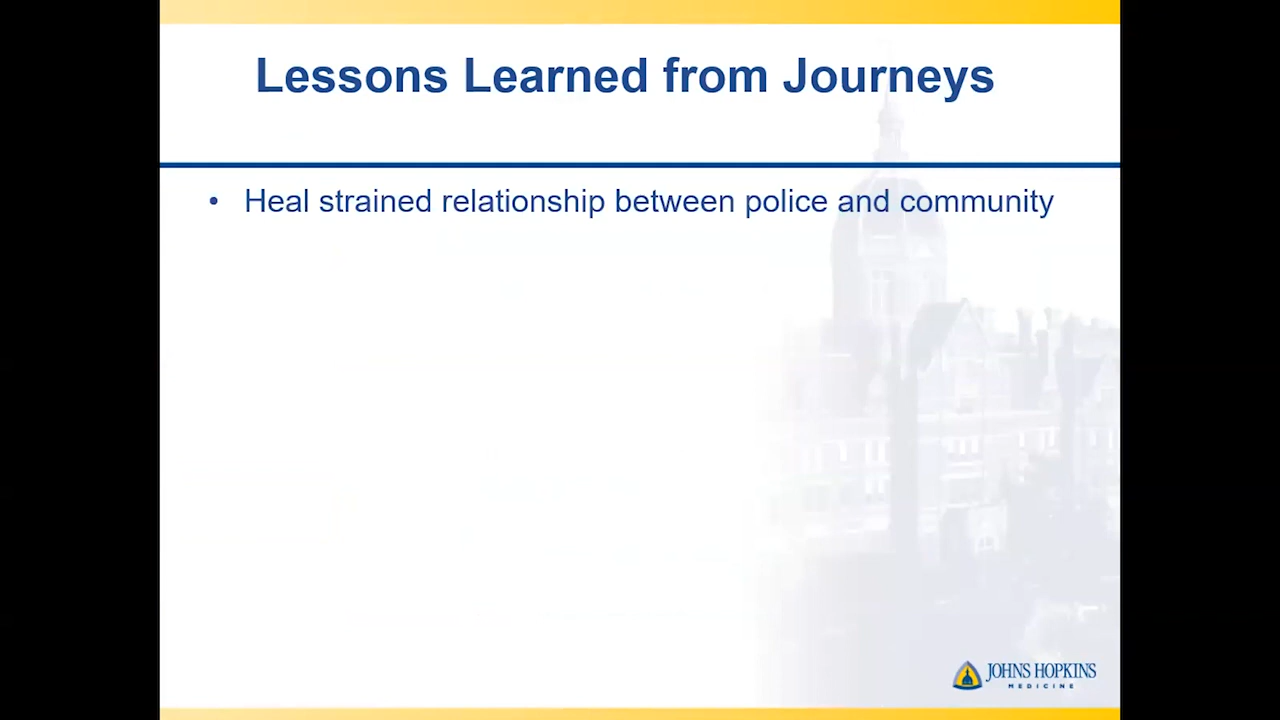 Lessons Learned from Journeys
• Heal strained relationship between police and community
JOHNS HOPKINS
MEDICINE